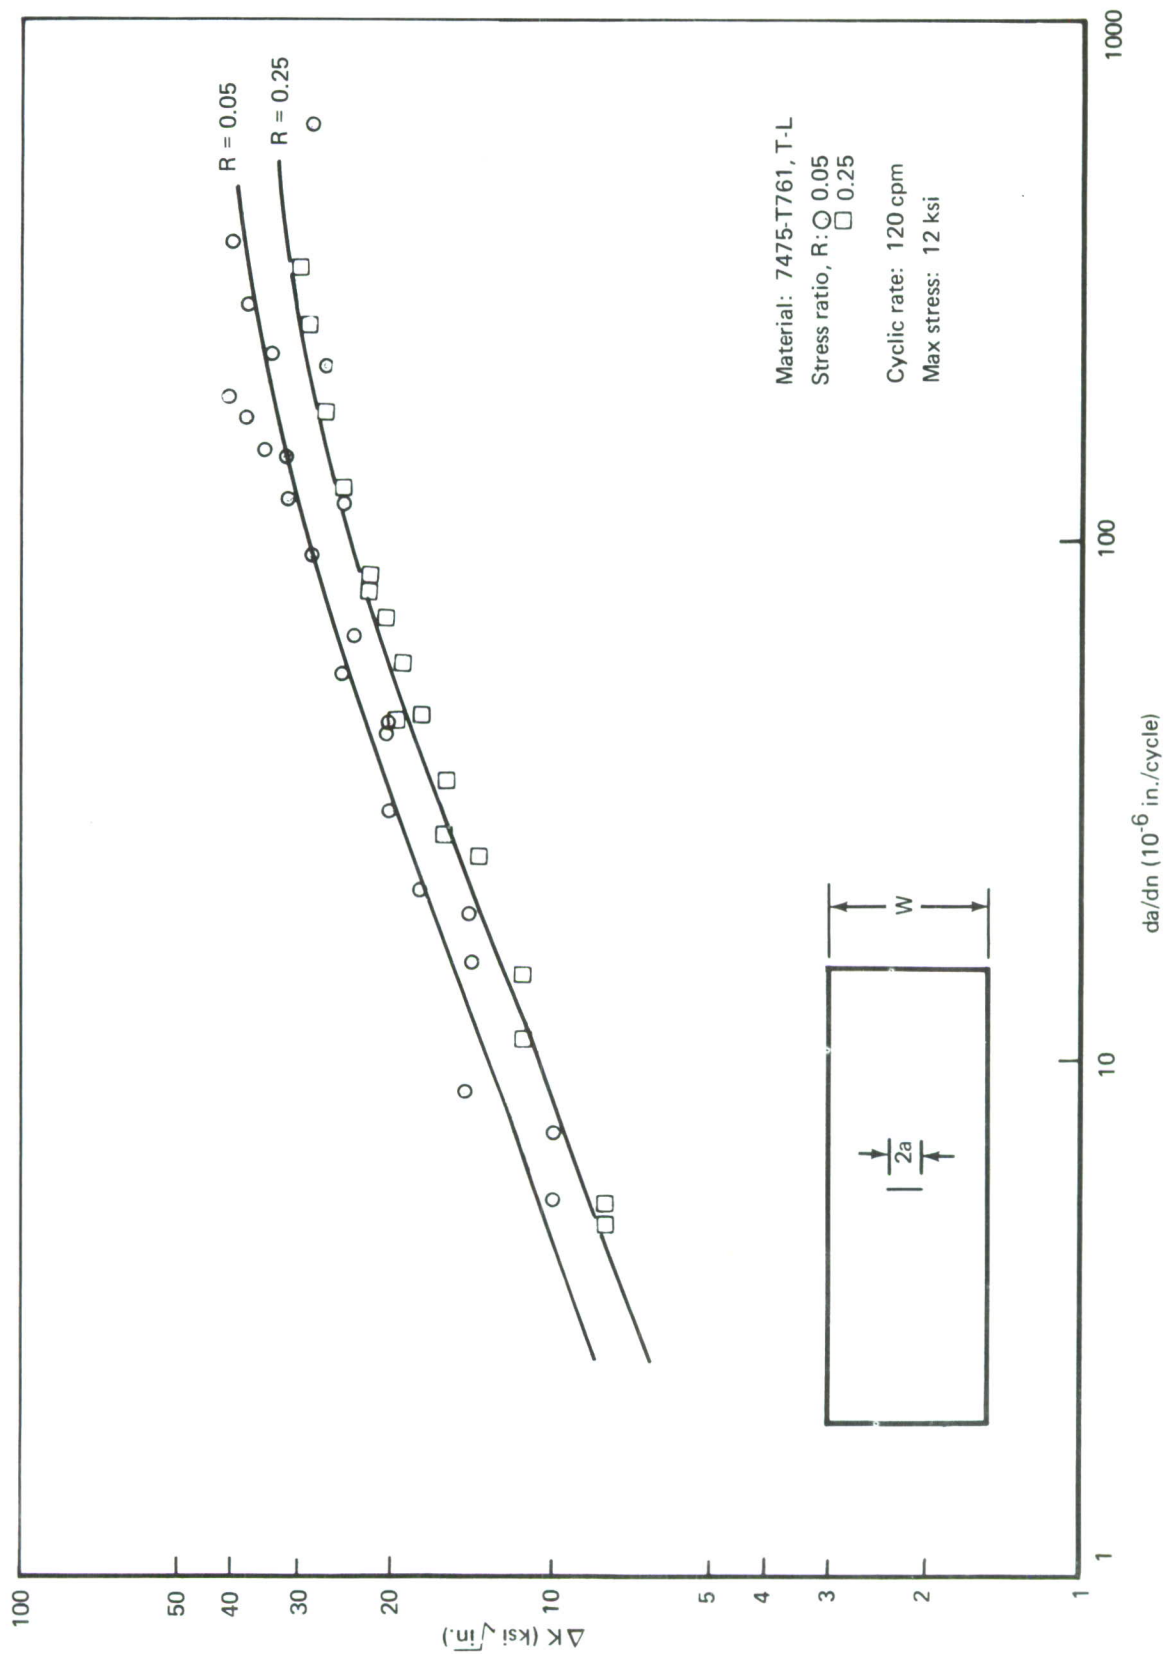 1000
100
10
1
da/dn (10-6 in./cycle)
100
50
40
30
20
10
5
4
3
2
1
ΔK (ksi √in.)
R = 0.05
R = 0.25
Material: 7475-T761, T-L
Stress ratio, R: ○ 0.05
□ 0.25
Cyclic rate: 120 cpm
Max stress: 12 ksi
W
2a